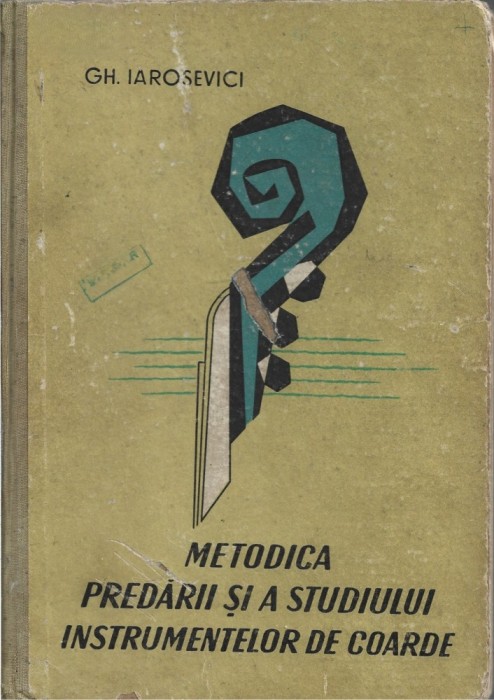 GH. IAROSEVICI
METODICA
PREDĂRII ȘI A STUDIULUI
INSTRUMENTELOR DE COARDE